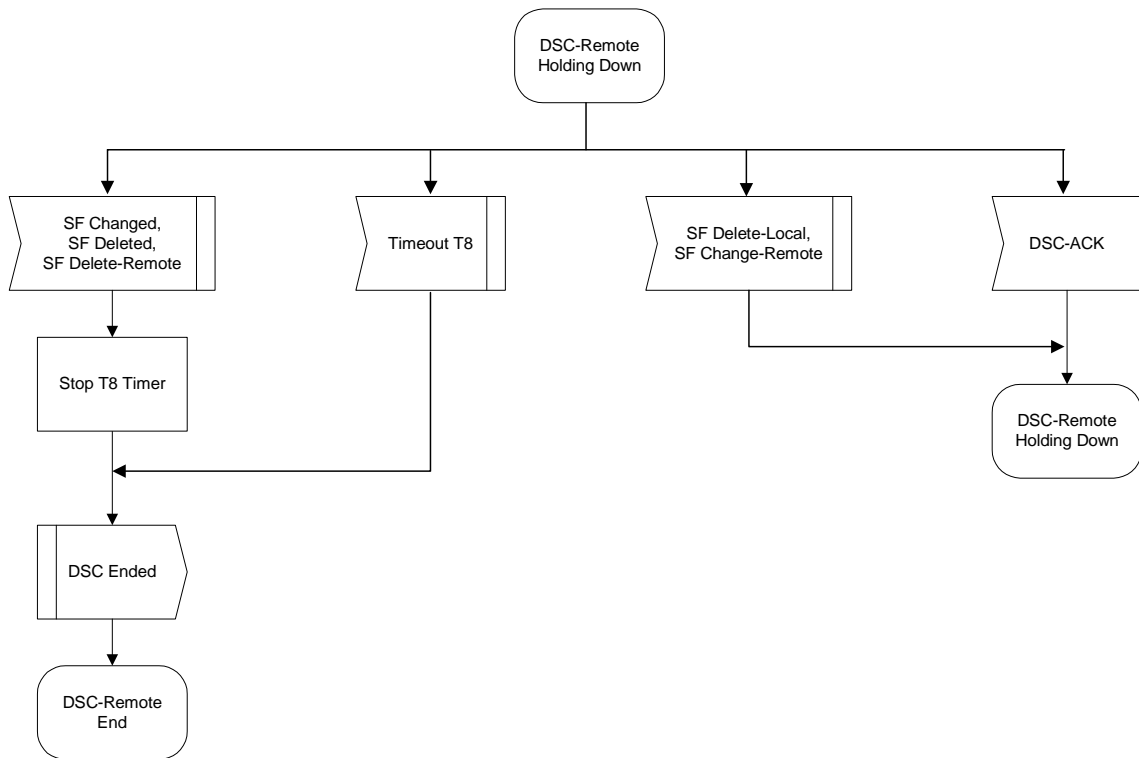 DSC-Remote
Holding Down
SF Changed,
SF Deleted,
SF Delete-Remote
Timeout T8
SF Delete-Local,
SF Change-Remote
DSC-ACK
Stop T8 Timer
DSC-Remote
Holding Down
DSC Ended
DSC-Remote
End